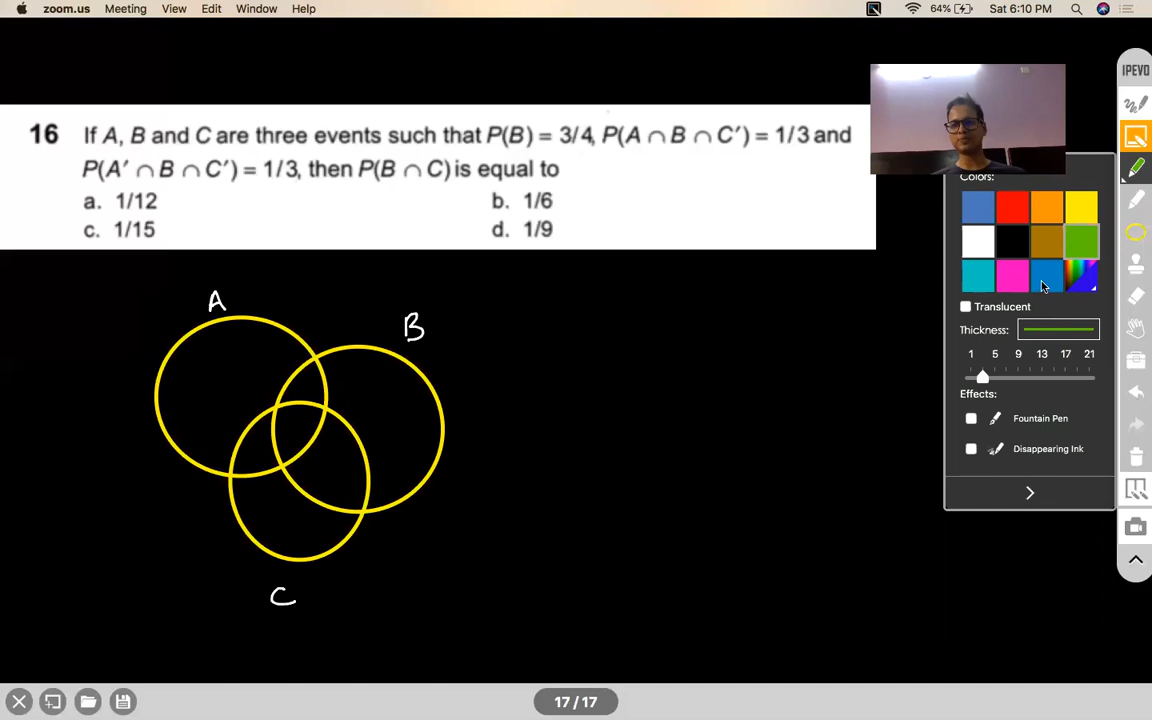 zoom.us Meeting View Edit Window Help 64% Sat 6:10 PM
IPEVO
16 If A, B and C are three events such that P(B) = 3/4, P(A ∩ B ∩ C′) = 1/3 and
P(A′ ∩ B ∩ C′) = 1/3, then P(B ∩ C) is equal to
a. 1/12 b. 1/6
c. 1/15 d. 1/9
Colors:
A
B
C
Translucent
Thickness:
1 5 9 13 17 21
Effects:
Fountain Pen
Disappearing Ink
17 / 17